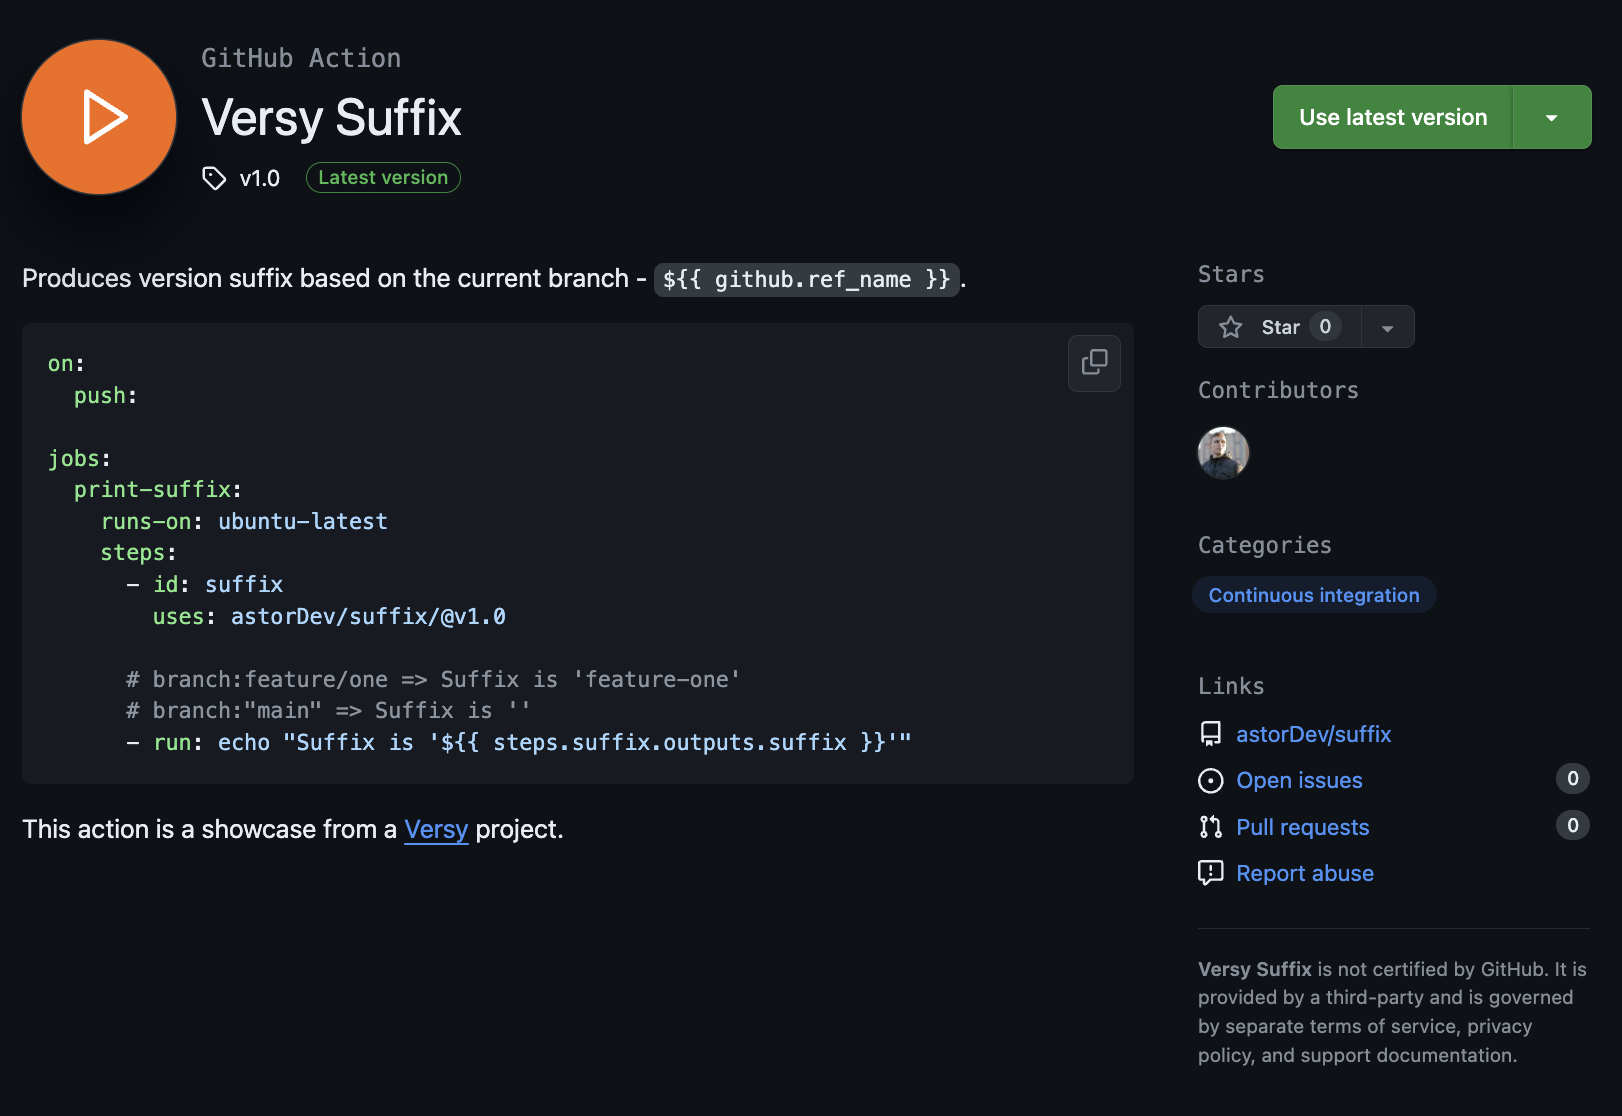 GitHub Action
Versy Suffix
v1.0 Latest version
Use latest version
Produces version suffix based on the current branch - ${{ github.ref_name }}.
on:
  push:

jobs:
  print-suffix:
    runs-on: ubuntu-latest
    steps:
      - id: suffix
        uses: astorDev/suffix/@v1.0

      # branch:feature/one => Suffix is 'feature-one'
      # branch:"main" => Suffix is ''
      - run: echo "Suffix is '${{ steps.suffix.outputs.suffix }}'"
This action is a showcase from a Versy project.
Stars
Star 0
Contributors
Categories
Continuous integration
Links
astorDev/suffix
Open issues 0
Pull requests 0
Report abuse
Versy Suffix is not certified by GitHub. It is
provided by a third-party and is governed
by separate terms of service, privacy
policy, and support documentation.